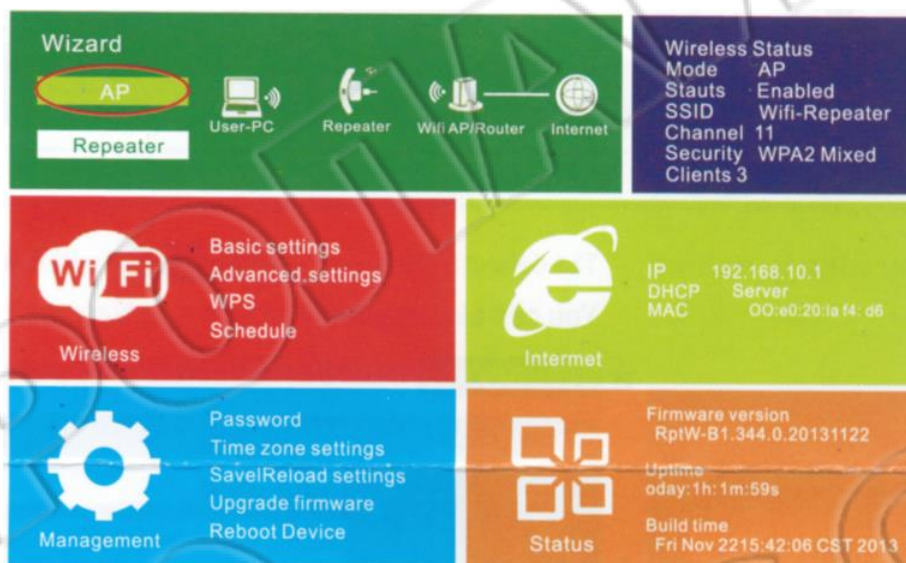 Wizard
AP
Repeater
User-PC
Repeater
Wifi AP/Router
Internet
Wireless Status
Mode AP
Stauts Enabled
SSID Wifi-Repeater
Channel 11
Security WPA2 Mixed
Clients 3
Wi Fi
Wireless
Basic settings
Advanced.settings
WPS
Schedule
Intermet
IP 192.168.10.1
DHCP Server
MAC OO:e0:20:la f4: d6
Management
Password
Time zone settings
SavelReload settings
Upgrade firmware
Reboot Device
Status
Firmware version
RptW-B1.344.0.20131122
Uptime
oday:1h:1m:59s
Build time
Fri Nov 2215:42:06 CST 2013